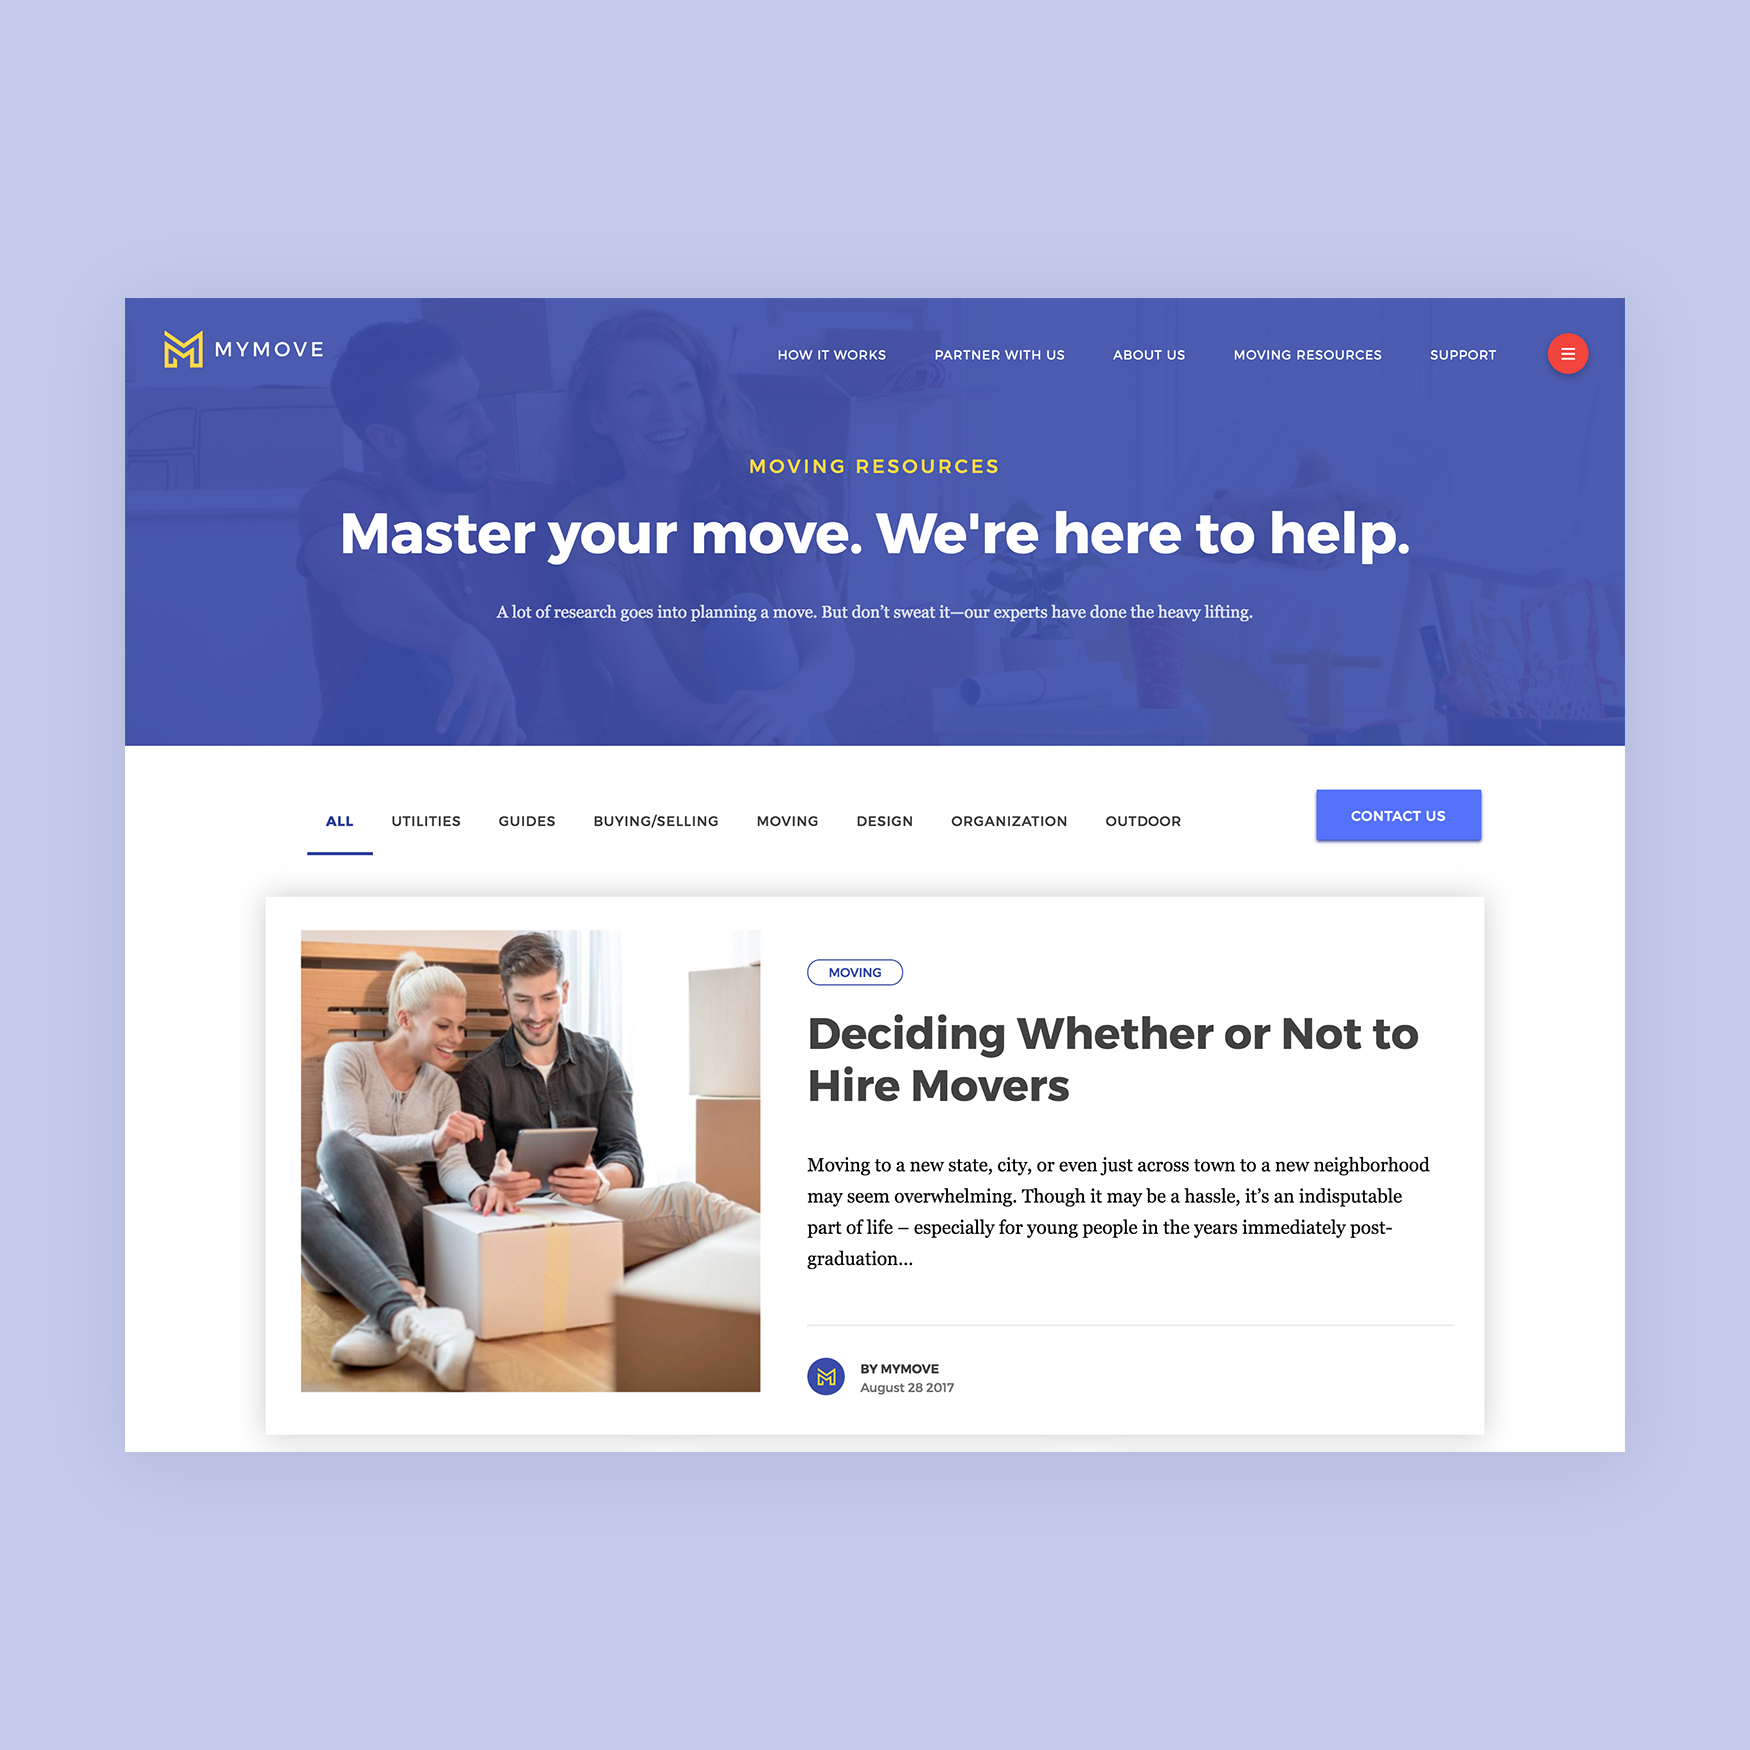 MYMOVE
HOW IT WORKS
PARTNER WITH US
ABOUT US
MOVING RESOURCES
SUPPORT
MOVING RESOURCES
Master your move. We're here to help.
A lot of research goes into planning a move. But don’t sweat it—our experts have done the heavy lifting.
ALL
UTILITIES
GUIDES
BUYING/SELLING
MOVING
DESIGN
ORGANIZATION
OUTDOOR
CONTACT US
MOVING
Deciding Whether or Not to
Hire Movers
Moving to a new state, city, or even just across town to a new neighborhood
may seem overwhelming. Though it may be a hassle, it’s an indisputable
part of life – especially for young people in the years immediately post-
graduation...
BY MYMOVE
August 28 2017